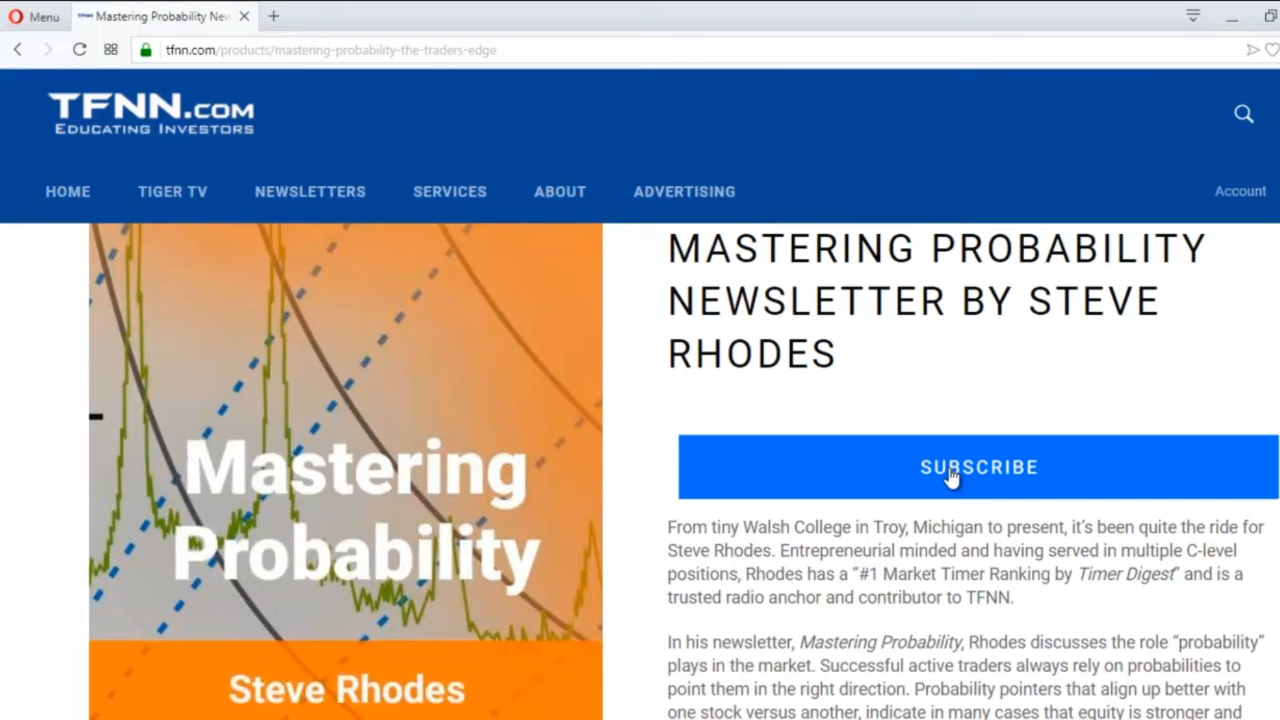 Menu
Mastering Probability Nev
tfnn.com/products/mastering-probability-the-traders-edge
TFNN.COM
EDUCATING INVESTORS
HOME TIGER TV NEWSLETTERS SERVICES ABOUT ADVERTISING Account
Mastering
Probability
Steve Rhodes
MASTERING PROBABILITY
NEWSLETTER BY STEVE
RHODES
SUBSCRIBE
From tiny Walsh College in Troy, Michigan to present, it's been quite the ride for
Steve Rhodes. Entrepreneurial minded and having served in multiple C-level
positions, Rhodes has a “#1 Market Timer Ranking by Timer Digest” and is a
trusted radio anchor and contributor to TFNN.
In his newsletter, Mastering Probability, Rhodes discusses the role “probability”
plays in the market. Successful active traders always rely on probabilities to
point them in the right direction. Probability pointers that align up better with
one stock versus another, indicate in many cases that equity is stronger and